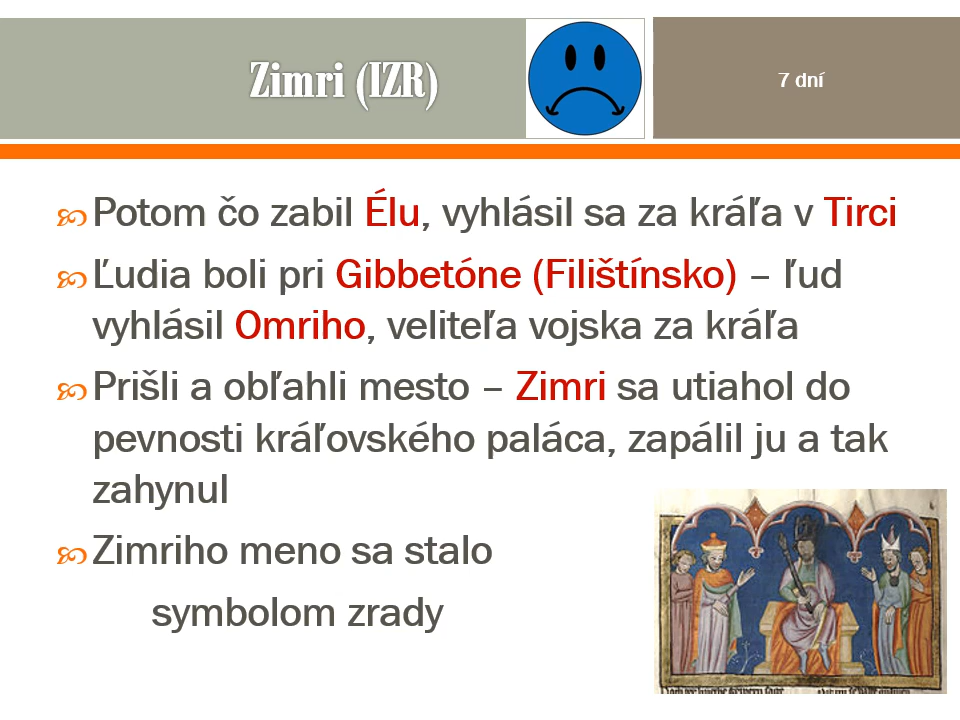 Zimri (IZR)
7 dní
Potom čo zabil Élu, vyhlásil sa za kráľa v Tirci
Ľudia boli pri Gibbetóne (Filištínsko) – ľud
vyhlásil Omriho, veliteľa vojska za kráľa
Prišli a obľahli mesto – Zimri sa utiahol do
pevnosti kráľovského paláca, zapálil ju a tak
zahynul
Zimriho meno sa stalo
symbolom zrady